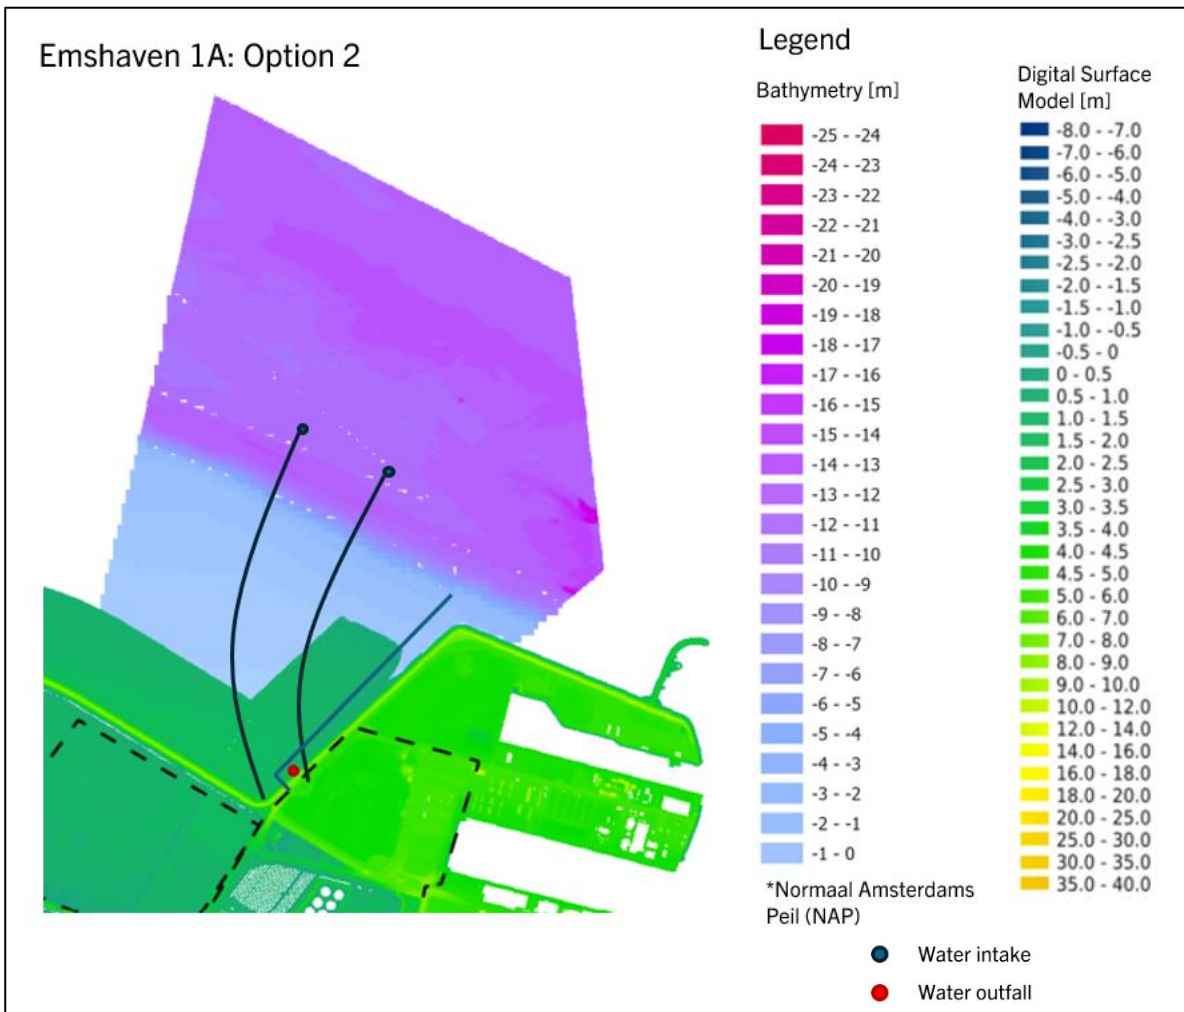 Emshaven 1A: Option 2
Legend
Bathymetry [m]
-25 - -24
-24 - -23
-23 - -22
-22 - -21
-21 - -20
-20 - -19
-19 - -18
-18 - -17
-17 - -16
-16 - -15
-15 - -14
-14 - -13
-13 - -12
-12 - -11
-11 - -10
-10 - -9
-9 - -8
-8 - -7
-7 - -6
-6 - -5
-5 - -4
-4 - -3
-3 - -2
-2 - -1
-1 - 0
*Normaal Amsterdams
Peil (NAP)
Digital Surface
Model [m]
-8.0 - -7.0
-7.0 - -6.0
-6.0 - -5.0
-5.0 - -4.0
-4.0 - -3.0
-3.0 - -2.5
-2.5 - -2.0
-2.0 - -1.5
-1.5 - -1.0
-1.0 - -0.5
-0.5 - 0
0 - 0.5
0.5 - 1.0
1.0 - 1.5
1.5 - 2.0
2.0 - 2.5
2.5 - 3.0
3.0 - 3.5
3.5 - 4.0
4.0 - 4.5
4.5 - 5.0
5.0 - 6.0
6.0 - 7.0
7.0 - 8.0
8.0 - 9.0
9.0 - 10.0
10.0 - 12.0
12.0 - 14.0
14.0 - 16.0
16.0 - 18.0
18.0 - 20.0
20.0 - 25.0
25.0 - 30.0
30.0 - 35.0
35.0 - 40.0
Water intake
Water outfall